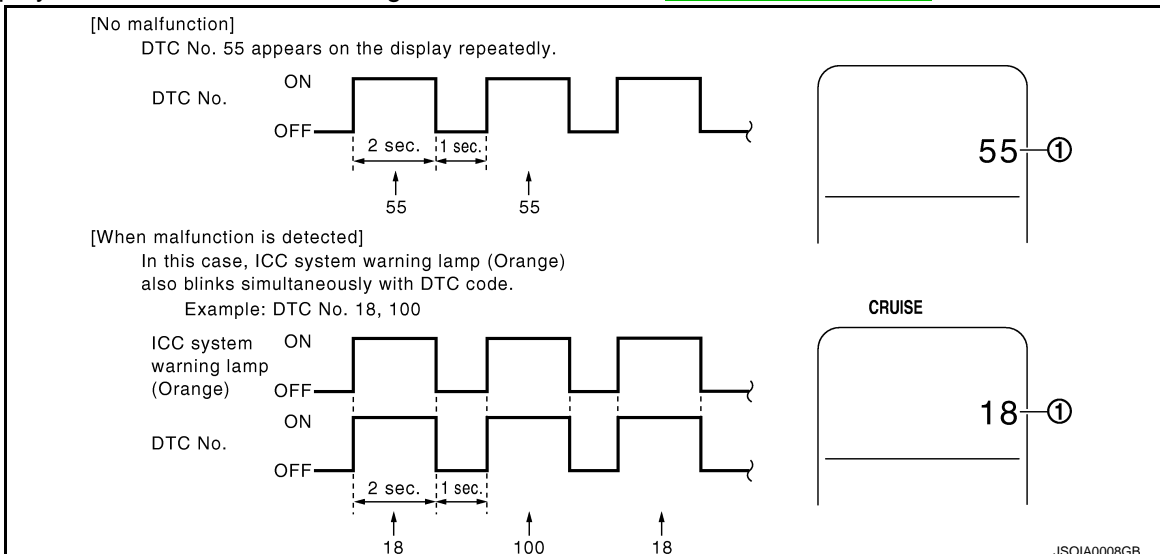 [No malfunction]
DTC No. 55 appears on the display repeatedly.
DTC No.
ON
OFF
2 sec.
1 sec.
55
55
55
1
[When malfunction is detected]
In this case, ICC system warning lamp (Orange)
also blinks simultaneously with DTC code.
Example: DTC No. 18, 100
ICC system
warning lamp
(Orange)
ON
OFF
DTC No.
ON
OFF
2 sec.
1 sec.
18
100
18
CRUISE
18
1
JSOIA0008GB